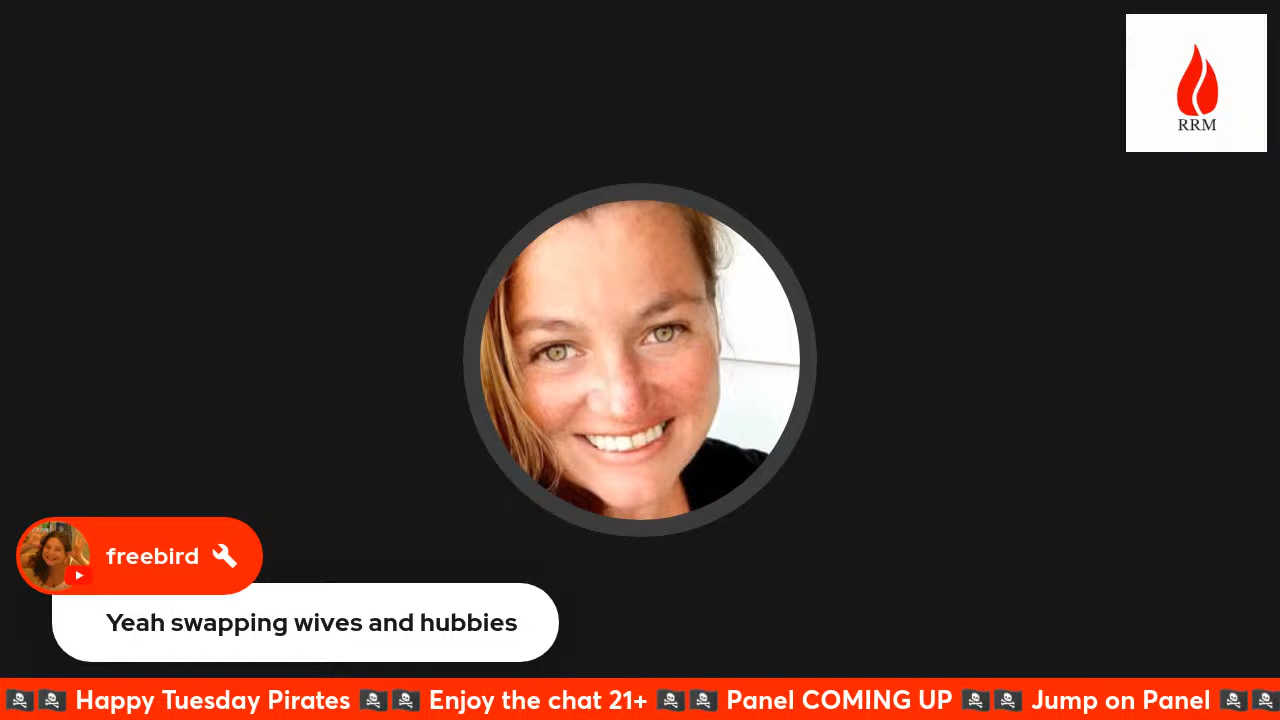 RRM
freebird
Yeah swapping wives and hubbies
Happy Tuesday Pirates Enjoy the chat 21+ Panel COMING UP Jump on Panel